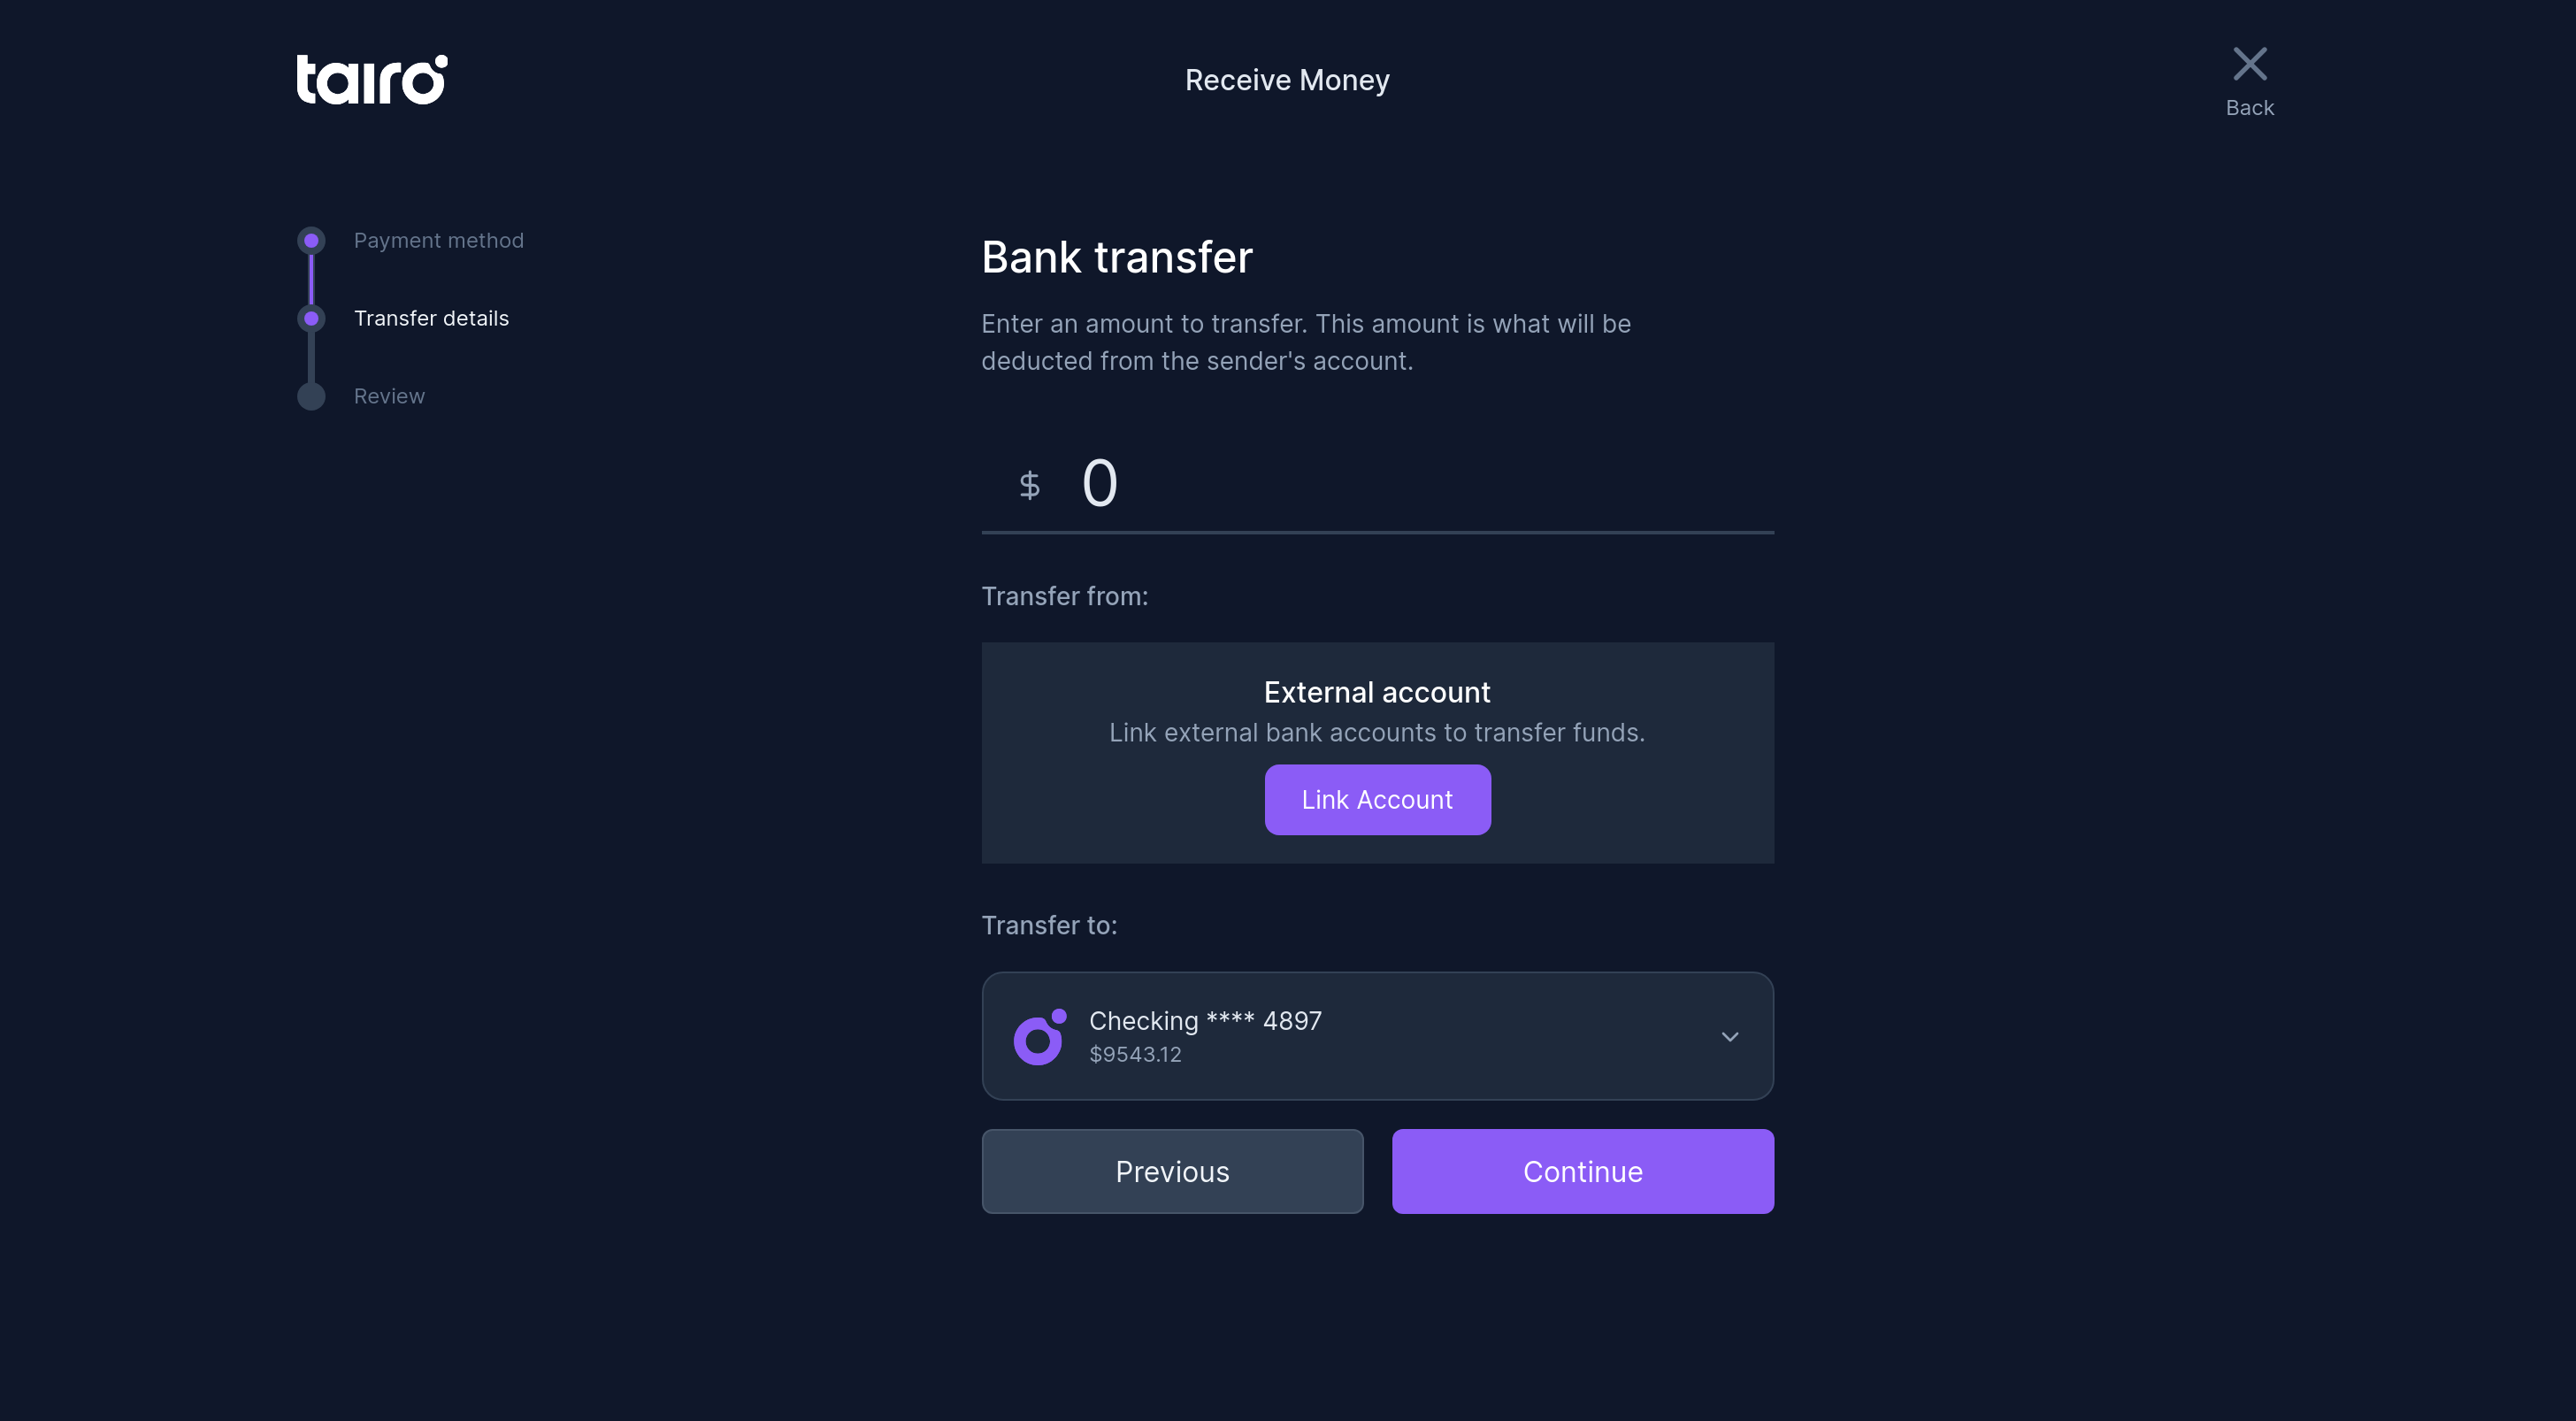 tairo
Receive Money
Back
Payment method
Transfer details
Review
Bank transfer
Enter an amount to transfer. This amount is what will be
deducted from the sender's account.
$ 0
Transfer from:
External account
Link external bank accounts to transfer funds.
Link Account
Transfer to:
Checking **** 4897
$9543.12
Previous
Continue